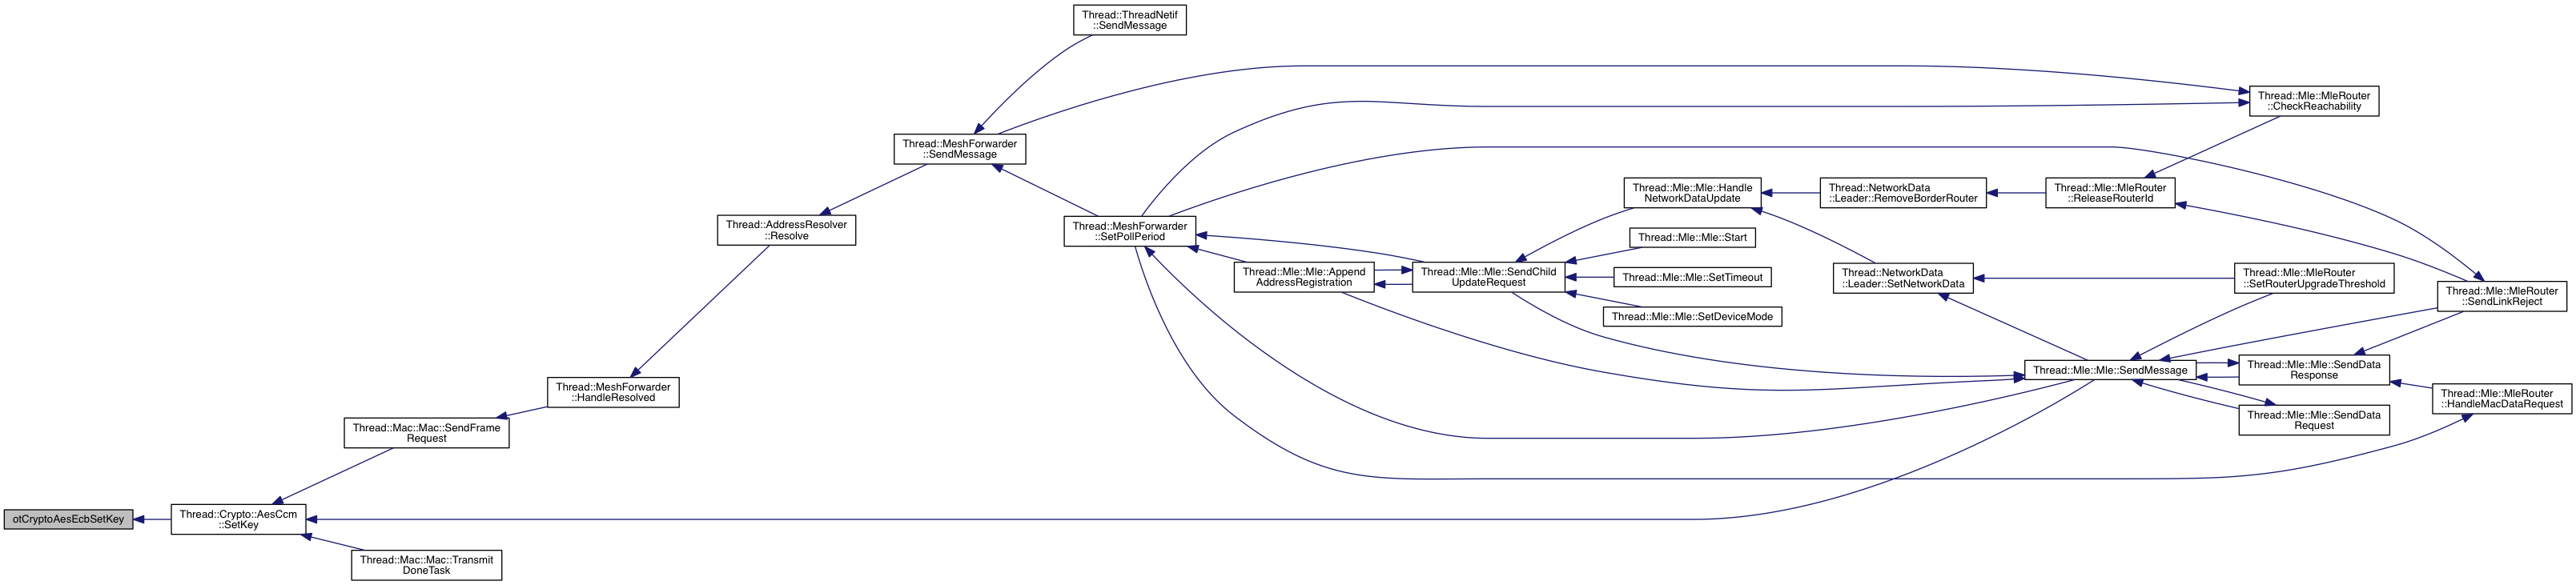 Thread::ThreadNetif
::SendMessage
Thread::Mle::MleRouter
::CheckReachability
Thread::MeshForwarder
::SendMessage
Thread::Mle::Mle::Handle
NetworkDataUpdate
Thread::NetworkData
::Leader::RemoveBorderRouter
Thread::Mle::MleRouter
::ReleaseRouterId
Thread::AddressResolver
::Resolve
Thread::MeshForwarder
::SetPollPeriod
Thread::Mle::Mle::Start
Thread::Mle::Mle::Append
AddressRegistration
Thread::Mle::Mle::SendChild
UpdateRequest
Thread::Mle::Mle::SetTimeout
Thread::NetworkData
::Leader::SetNetworkData
Thread::Mle::MleRouter
::SetRouterUpgradeThreshold
Thread::Mle::MleRouter
::SendLinkReject
Thread::Mle::Mle::SetDeviceMode
Thread::Mle::Mle::SendMessage
Thread::Mle::Mle::SendData
Response
Thread::MeshForwarder
::HandleResolved
Thread::Mle::MleRouter
::HandleMacDataRequest
Thread::Mle::Mle::SendData
Request
Thread::Mac::Mac::SendFrame
Request
otCryptoAesEcbSetKey
Thread::Crypto::AesCcm
::SetKey
Thread::Mac::Mac::Transmit
DoneTask